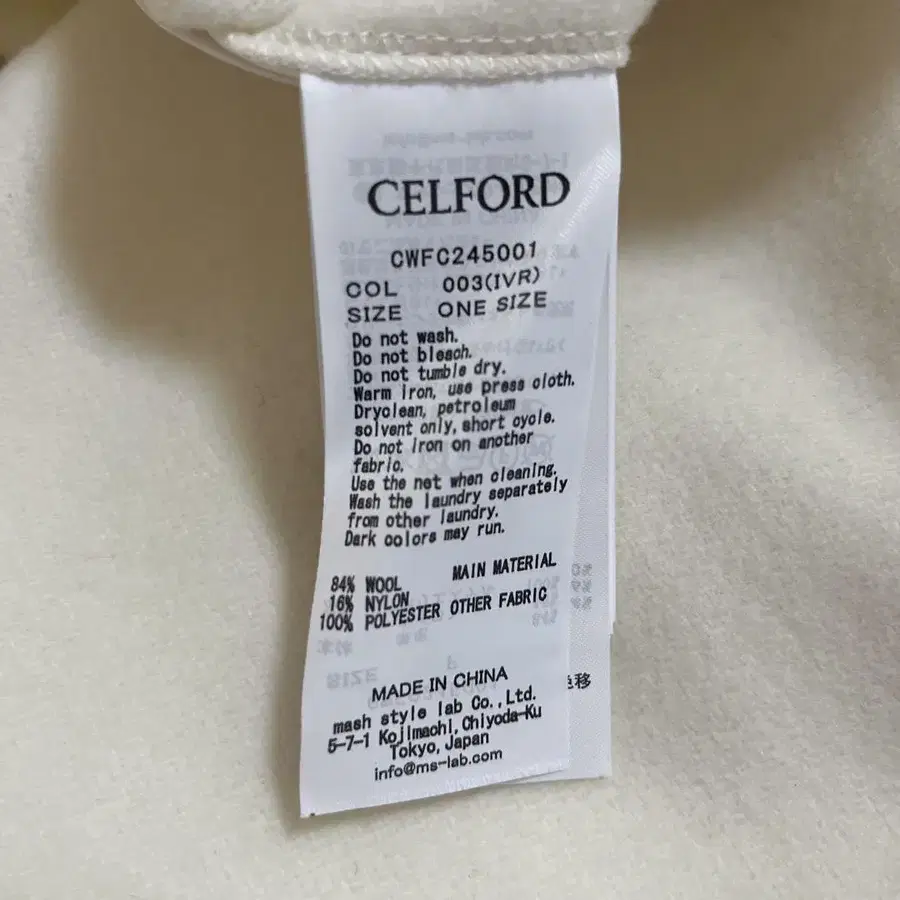 CELFORD
CWFC245001
COL 003(IVR)
SIZE ONE SIZE
Do not wash.
Do not bleach.
Do not tumble dry.
Warm iron, use press cloth.
Dryclean, petroleum
solvent only, short cycle.
Do not iron on another
fabric.
Use the net when cleaning.
Wash the laundry separately
from other laundry.
Dark colors may run.
MAIN MATERIAL
84% WOOL
16% NYLON
100% POLYESTER OTHER FABRIC
MADE IN CHINA
mash style lab Co.,Ltd.
5-7-1 Kojimachi,Chiyoda-Ku
Tokyo,Japan
info@ms-lab.com
色移